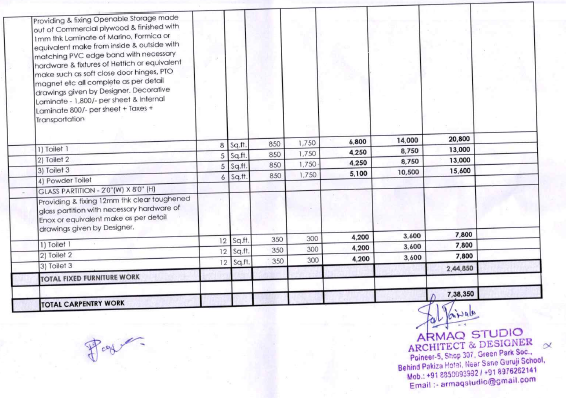 Providing & fixing Openable Storage made
out of Commercial plywood & finished with
1mm thk Laminate of Marino, Formica or
equivalent make from inside & outside with
matching PVC edge band with necessary
hardware & fixtures of Hettich or equivalent
make such as soft close door hinges, PTO
magnet etc all complete as per detail
drawings given by Designer. Decorative
Laminate - 1,800/- per sheet & Internal
Laminate 800/- per sheet + Taxes +
Transportation
1) Toilet 1 8 Sq.ft. 850 1,750 6,800 14,000 20,800
2) Toilet 2 5 Sq.ft. 850 1,750 4,250 8,750 13,000
3) Toilet 3 5 Sq.ft. 850 1,750 4,250 8,750 13,000
4) Powder Toilet 6 Sq.ft. 850 1,750 5,100 10,500 15,600
GLASS PARTITION - 2'0"(W) X 8'0" (H)
Providing & fixing 12mm thk clear toughened
glass partition with necessary hardware of
Enox or equivalent make as per detail
drawings given by Designer.
1) Toilet 1 12 Sq.ft. 350 300 4,200 3,600 7,800
2) Toilet 2 12 Sq.ft. 350 300 4,200 3,600 7,800
3) Toilet 3 12 Sq.ft. 350 300 4,200 3,600 7,800
TOTAL FIXED FURNITURE WORK 2,44,850
TOTAL CARPENTRY WORK 7,38,350
ARMAQ STUDIO
ARCHITECT & DESIGNER
Poineer-5, Shop 307, Green Park Soc.,
Behind Pakiza Hotel, Near Sane Guruji School,
Mob.: +91 8850093992 / +91 8976262141
Email :- armaqstudio@gmail.com